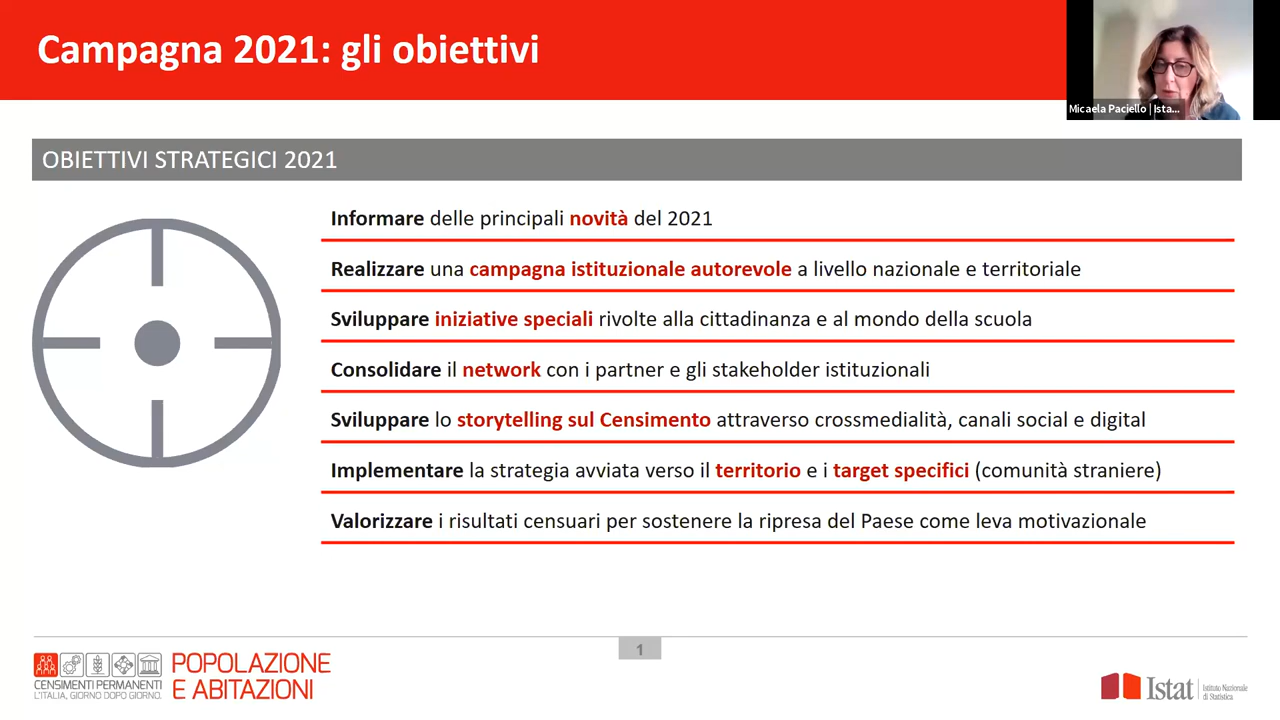 Campagna 2021: gli obiettivi
Micaela Paciello | Ista...
OBIETTIVI STRATEGICI 2021
Informare delle principali novità del 2021
Realizzare una campagna istituzionale autorevole a livello nazionale e territoriale
Sviluppare iniziative speciali rivolte alla cittadinanza e al mondo della scuola
Consolidare il network con i partner e gli stakeholder istituzionali
Sviluppare lo storytelling sul Censimento attraverso crossmedialità, canali social e digital
Implementare la strategia avviata verso il territorio e i target specifici (comunità straniere)
Valorizzare i risultati censuari per sostenere la ripresa del Paese come leva motivazionale
1
CENSIMENTI PERMANENTI
L'ITALIA, GIORNO DOPO GIORNO.
POPOLAZIONE
E ABITAZIONI
Istat
Istituto Nazionale
di Statistica